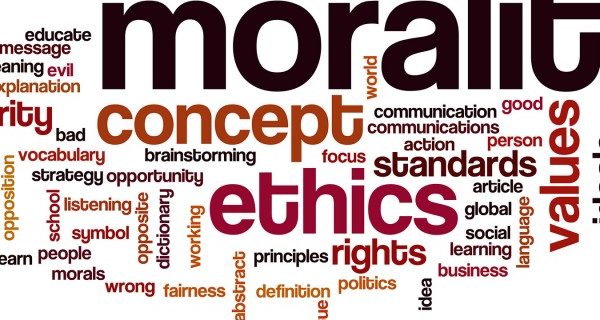 educate
moralit
message
eaning
evil
xplanation
world
rity
concept
communication
good
communications
bad
action
person
values
vocabulary
brainstorming
focus
standards
opposition
strategy
opportunity
ethics
article
school
listening
opposite
dictionary
working
global
language
symbol
social
earn
people
principles
rights
learning
morals
abstract
business
wrong
fairness
definition
politics
ue
idea